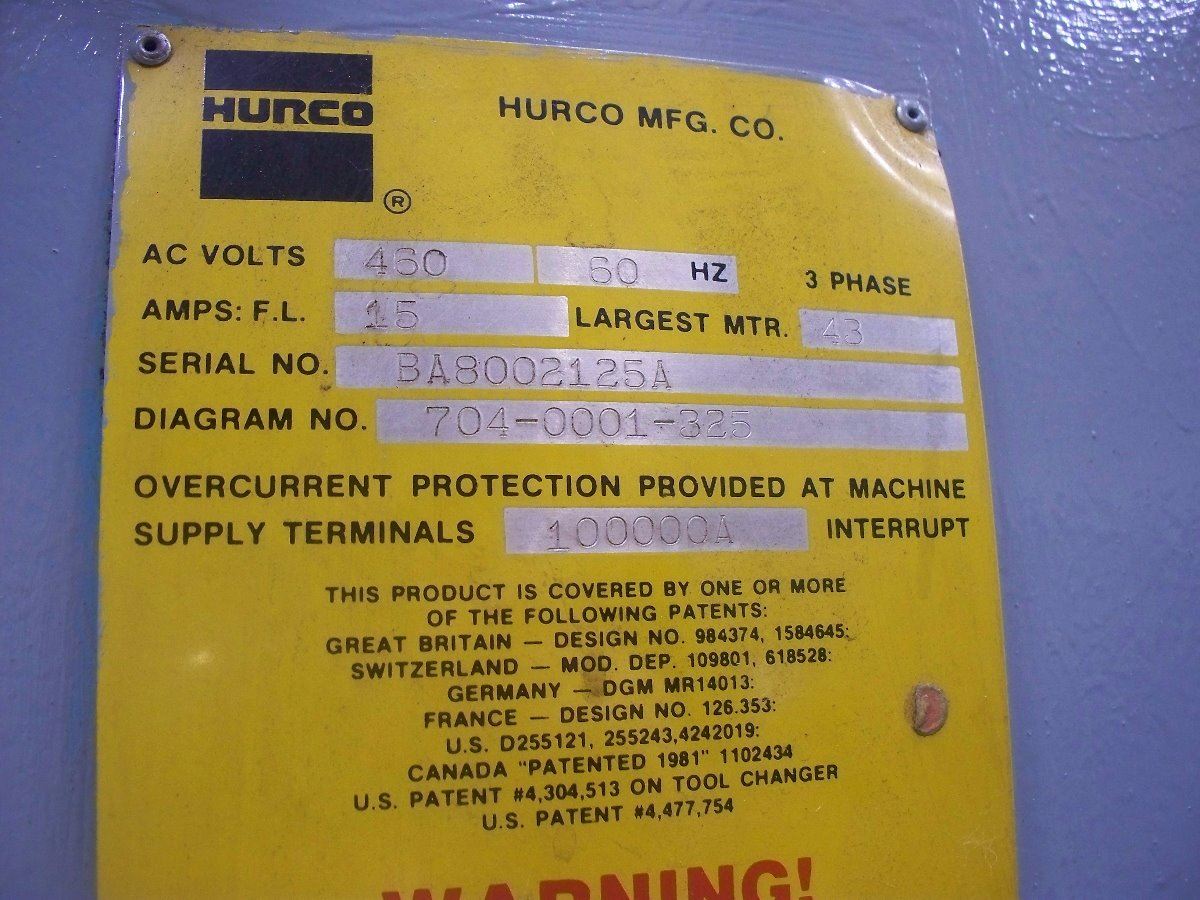 HURCO
HURCO MFG. CO.
®
AC VOLTS 460 60 HZ 3 PHASE
AMPS: F.L. 15 LARGEST MTR. 43
SERIAL NO. BA8002125A
DIAGRAM NO. 704-0001-325
OVERCURRENT PROTECTION PROVIDED AT MACHINE
SUPPLY TERMINALS 100000A INTERRUPT
THIS PRODUCT IS COVERED BY ONE OR MORE
OF THE FOLLOWING PATENTS:
GREAT BRITAIN — DESIGN NO. 984374, 1584645:
SWITZERLAND — MOD. DEP. 109801, 618528:
GERMANY — DGM MR14013:
FRANCE — DESIGN NO. 126.353:
U.S. D255121, 255243,4242019:
CANADA "PATENTED 1981" 1102434
U.S. PATENT #4,304,513 ON TOOL CHANGER
U.S. PATENT #4,477,754
WARNING!